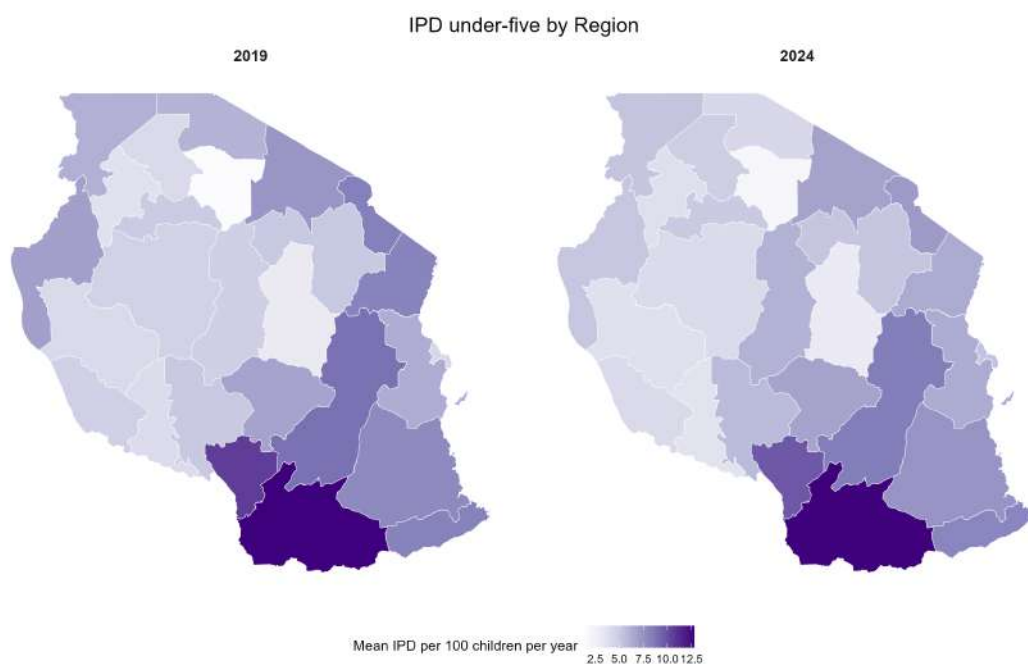 IPD under-five by Region
2019
2024
Mean IPD per 100 children per year
2.5 5.0 7.5 10.0 12.5